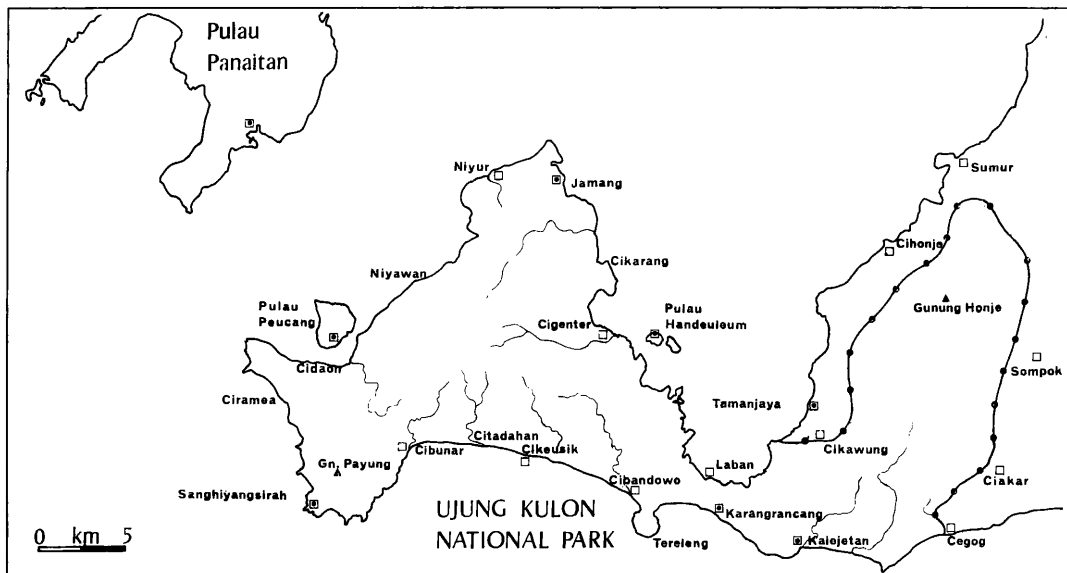 Pulau
Panaitan
Niyur
Jamang
Sumur
Cihonje
Niyawan
Cikarang
Pulau
Peucang
Pulau
Handeuleum
Gunung Honje
Cigenter
Cidaon
Sompok
Ciramea
Tamanjaya
Citadahan
Cikawung
Cibunar
Cikeusik
Gn. Payung
Laban
Ciakar
Cibandowo
Sanghiyangsirah
UJUNG KULON
NATIONAL PARK
Karangrancang
Tereleng
Kalejetan
Cegog
0 km 5